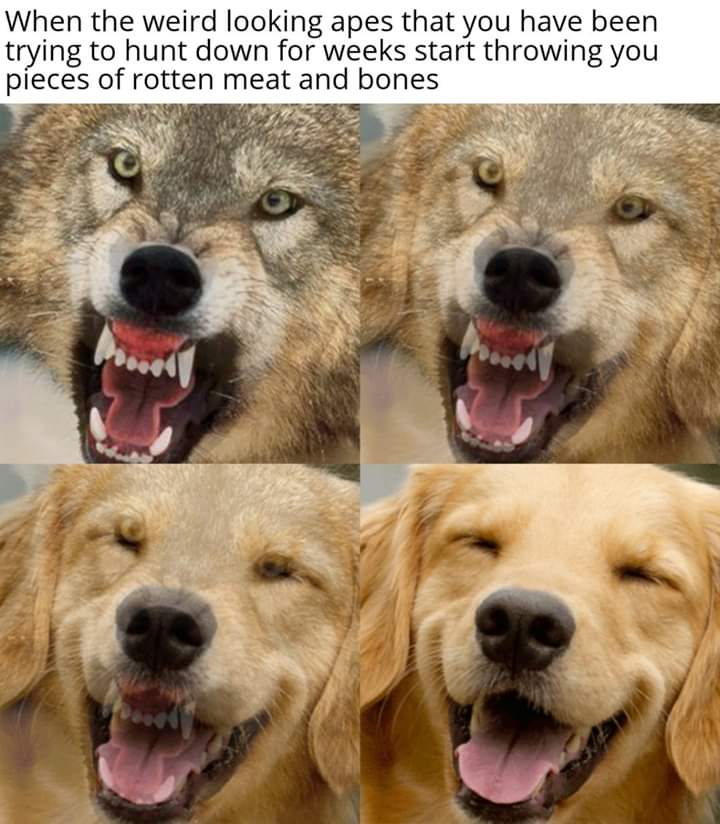 When the weird looking apes that you have been
trying to hunt down for weeks start throwing you
pieces of rotten meat and bones